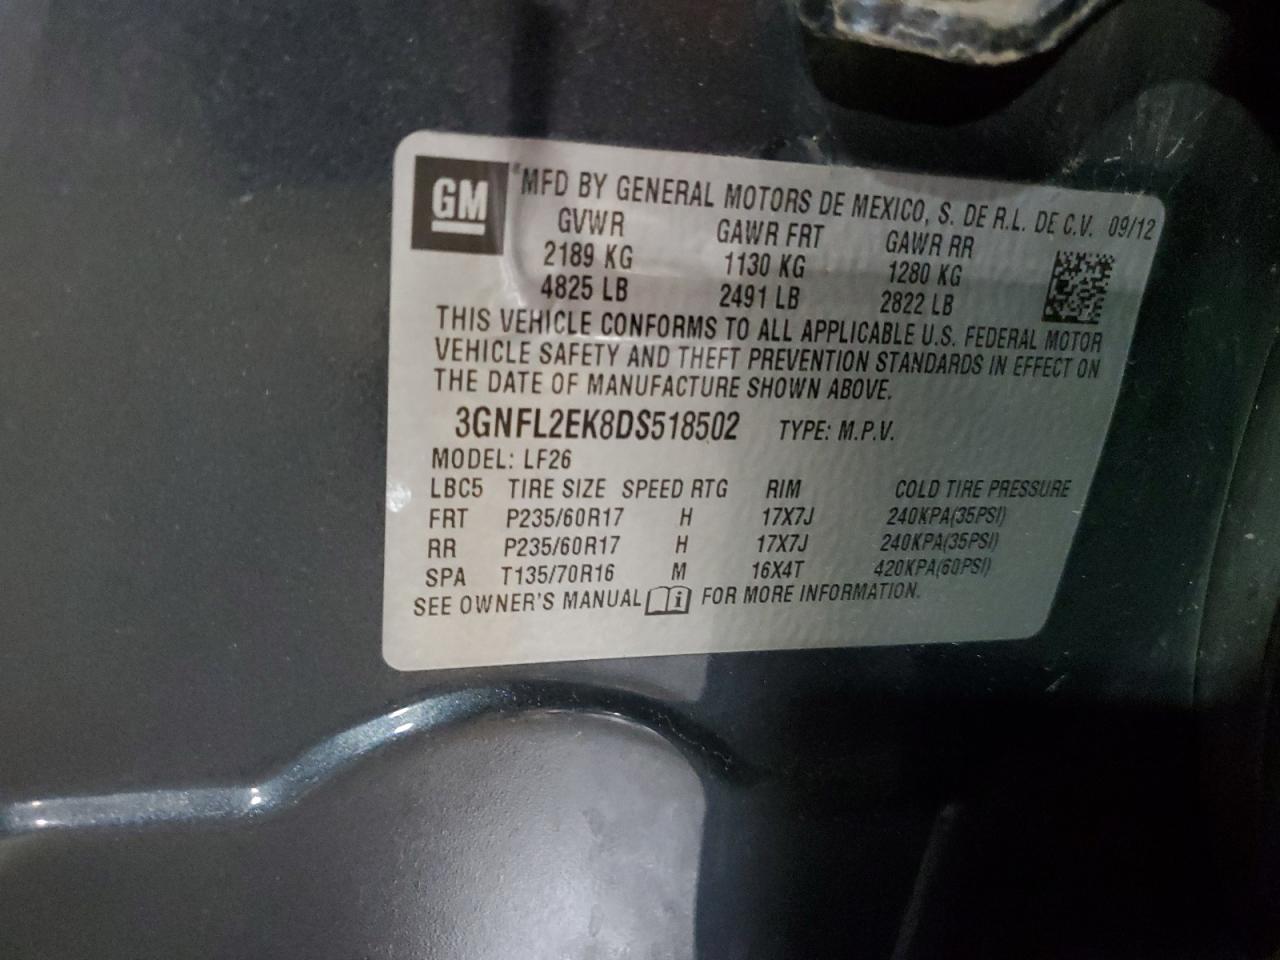 GM
MFD BY GENERAL MOTORS DE MEXICO, S. DE R.L. DE C.V. 09/12
GVWR GAWR FRT GAWR RR
2189 KG 1130 KG 1280 KG
4825 LB 2491 LB 2822 LB
THIS VEHICLE CONFORMS TO ALL APPLICABLE U.S. FEDERAL MOTOR
VEHICLE SAFETY AND THEFT PREVENTION STANDARDS IN EFFECT ON
THE DATE OF MANUFACTURE SHOWN ABOVE.
3GNFL2EK8DS518502 TYPE: M.P.V.
MODEL: LF26
LBC5 TIRE SIZE SPEED RTG RIM COLD TIRE PRESSURE
FRT P235/60R17 H 17X7J 240KPA(35PSI)
RR P235/60R17 H 17X7J 240KPA(35PSI)
SPA T135/70R16 M 16X4T 420KPA(60PSI)
SEE OWNER'S MANUAL i FOR MORE INFORMATION.